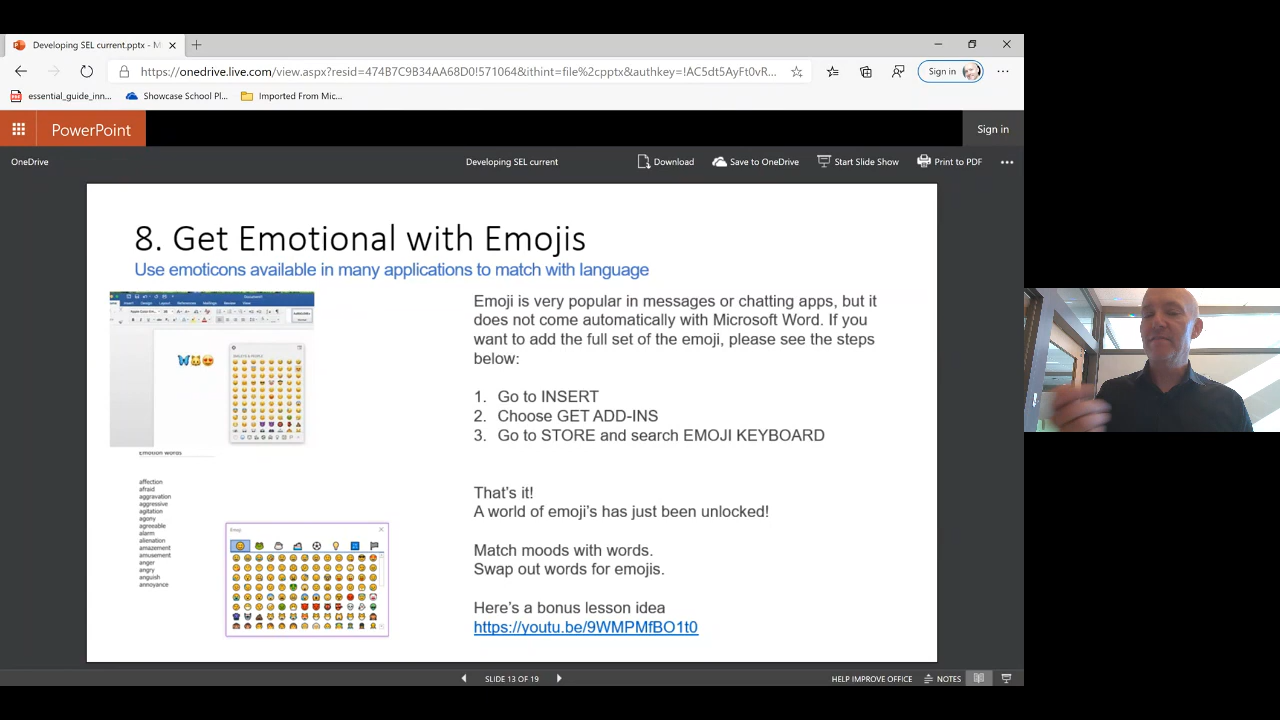 Developing SEL current.pptx - M
https://onedrive.live.com/view.aspx?resid=474B7C9B34AA68D0!571064&ithint=file%2cpptx&authkey=!AC5dt5AyFt0vR...
Sign in
essential_guide_inn...
Showcase School Pl...
Imported From Mic...
PowerPoint
Sign in
OneDrive
Developing SEL current
Download
Save to OneDrive
Start Slide Show
Print to PDF
8. Get Emotional with Emojis
Use emoticons available in many applications to match with language
Emotion words
affection
afraid
aggravation
aggressive
agitation
agony
agreeable
alarm
alienation
amazement
amusement
anger
angry
anguish
annoyance
Emoji
Emoji is very popular in messages or chatting apps, but it
does not come automatically with Microsoft Word. If you
want to add the full set of the emoji, please see the steps
below:
1. Go to INSERT
2. Choose GET ADD-INS
3. Go to STORE and search EMOJI KEYBOARD
That's it!
A world of emoji's has just been unlocked!
Match moods with words.
Swap out words for emojis.
Here's a bonus lesson idea
https://youtu.be/9WMPMfBO1t0
SLIDE 13 OF 19
HELP IMPROVE OFFICE
NOTES